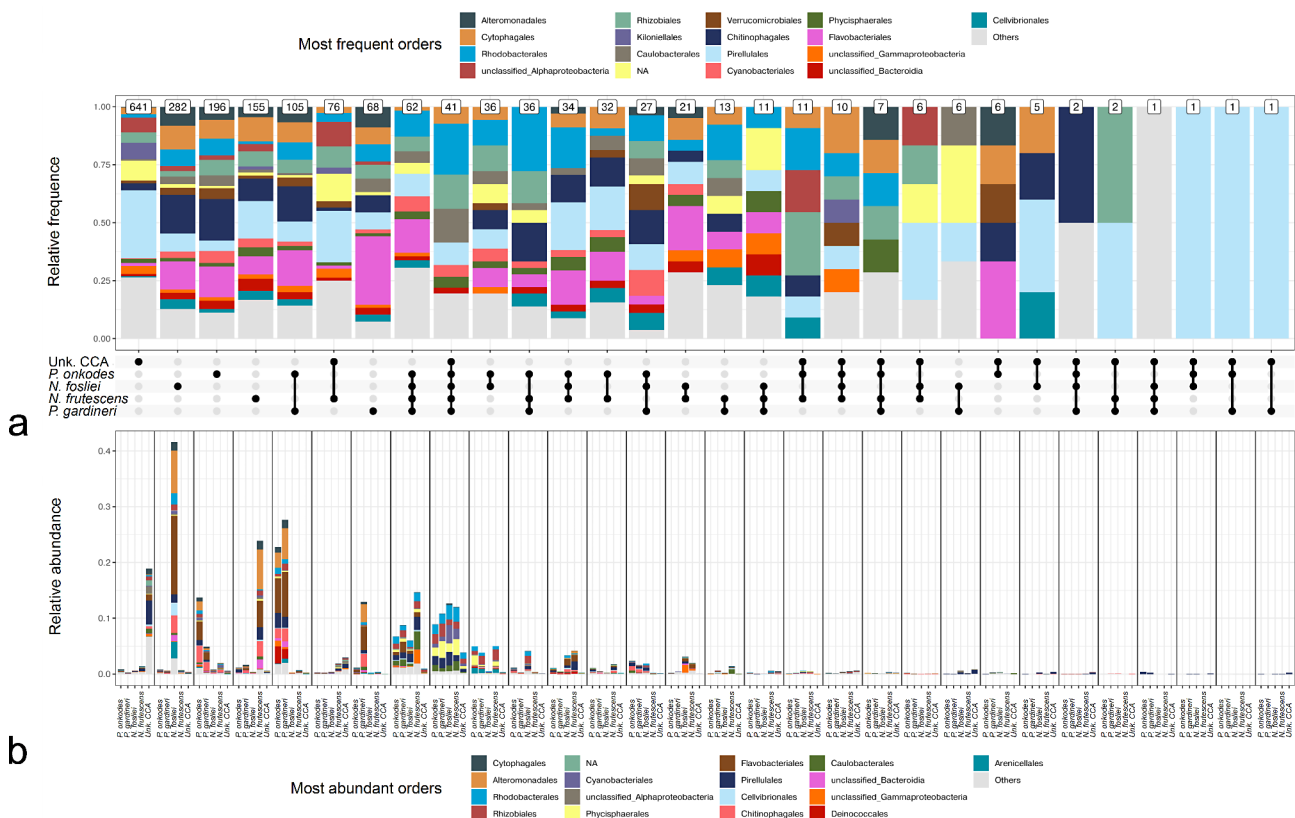 Most frequent orders
Alteromonadales Rhizobiales Verrucomicrobiales Phycisphaerales Cellvibrionales
Cytophagales Kiloniellales Chitinophagales Flavobacteriales Others
Rhodobacterales Caulobacterales Pirellulales unclassified_Gammaproteobacteria
unclassified_Alphaproteobacteria NA Cyanobacteriales unclassified_Bacteroidia
641 282 196 155 105 76 68 62 41 36 36 34 32 27 21 13 11 11 10 7 6 6 6 5 2 2 1 1 1 1
Relative frequence
1.00
0.75
0.50
0.25
0.00
Unk. CCA
P. onkodes
N. fosliei
N. frutescens
P. gardineri
a
Relative abundance
0.4
0.3
0.2
0.1
0.0
P. onkodes
P. gardineri
N. fosliei
N. frutescens
Unk. CCA
b
Most abundant orders
Cytophagales NA Flavobacteriales Caulobacterales Arenicellales
Alteromonadales Cyanobacteriales Pirellulales unclassified_Bacteroidia Others
Rhodobacterales unclassified_Alphaproteobacteria Cellvibrionales unclassified_Gammaproteobacteria
Rhizobiales Phycisphaerales Chitinophagales Deinococcales